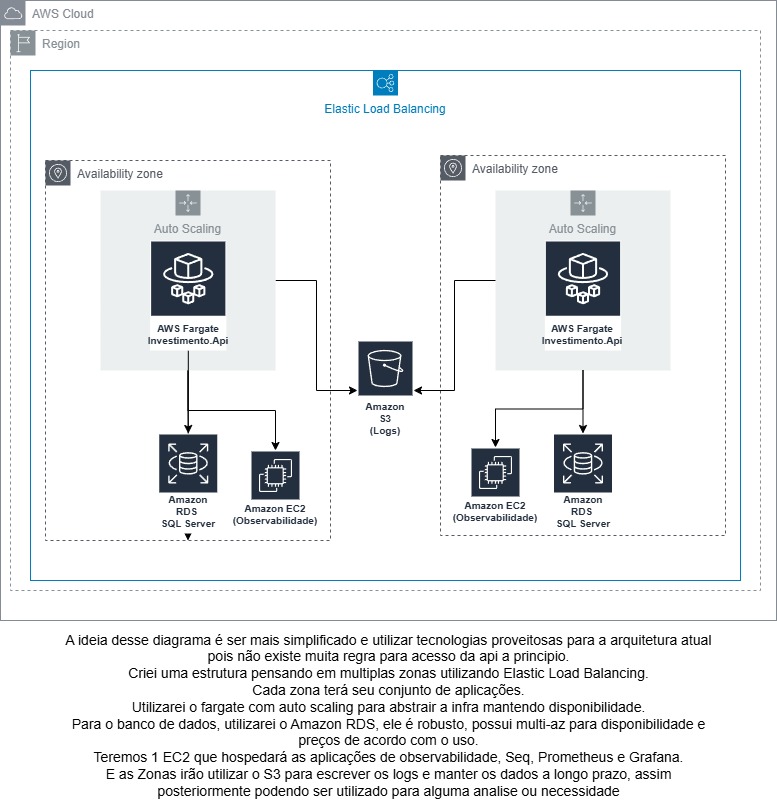 AWS Cloud
Region
Elastic Load Balancing
Availability zone
Auto Scaling
AWS Fargate
Investimento.Api
Amazon
RDS
SQL Server
Amazon EC2
(Observabilidade)
Amazon
S3
(Logs)
Availability zone
Auto Scaling
AWS Fargate
Investimento.Api
Amazon EC2
(Observabilidade)
Amazon
RDS
SQL Server
A ideia desse diagrama é ser mais simplificado e utilizar tecnologias proveitosas para a arquitetura atual
pois não existe muita regra para acesso da api a principio.
Criei uma estrutura pensando em multiplas zonas utilizando Elastic Load Balancing.
Cada zona terá seu conjunto de aplicações.
Utilizarei o fargate com auto scaling para abstrair a infra mantendo disponibilidade.
Para o banco de dados, utilizarei o Amazon RDS, ele é robusto, possui multi-az para disponibilidade e
preços de acordo com o uso.
Teremos 1 EC2 que hospedará as aplicações de observabilidade, Seq, Prometheus e Grafana.
E as Zonas irão utilizar o S3 para escrever os logs e manter os dados a longo prazo, assim
posteriormente podendo ser utilizado para alguma analise ou necessidade